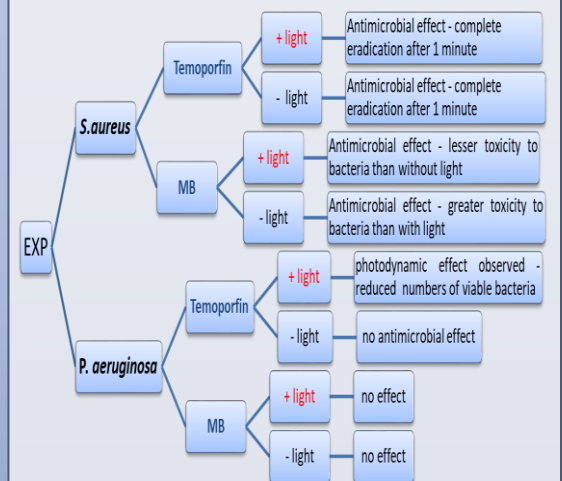 + light
Antimicrobial effect - complete
eradication after 1 minute
Temoporfin
- light
Antimicrobial effect - complete
eradication after 1 minute
S.aureus
+ light
Antimicrobial effect - lesser toxicity to
bacteria than without light
MB
- light
Antimicrobial effect - greater toxicity to
bacteria than with light
EXP
+ light
photodynamic effect observed -
reduced numbers of viable bacteria
Temoporfin
- light
no antimicrobial effect
P. aeruginosa
+ light
no effect
MB
- light
no effect